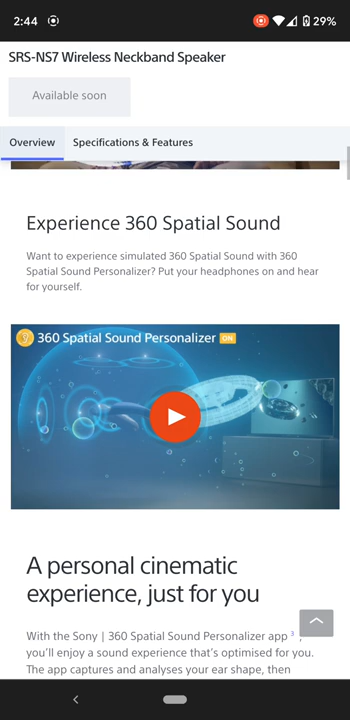 2:44
29%
SRS-NS7 Wireless Neckband Speaker
Available soon
Overview
Specifications & Features
Experience 360 Spatial Sound
Want to experience simulated 360 Spatial Sound with 360
Spatial Sound Personalizer? Put your headphones on and hear
for yourself.
360 Spatial Sound Personalizer ON
A personal cinematic
experience, just for you
With the Sony | 360 Spatial Sound Personalizer app 3 ,
you'll enjoy a sound experience that's optimised for you.
The app captures and analyses your ear shape, then